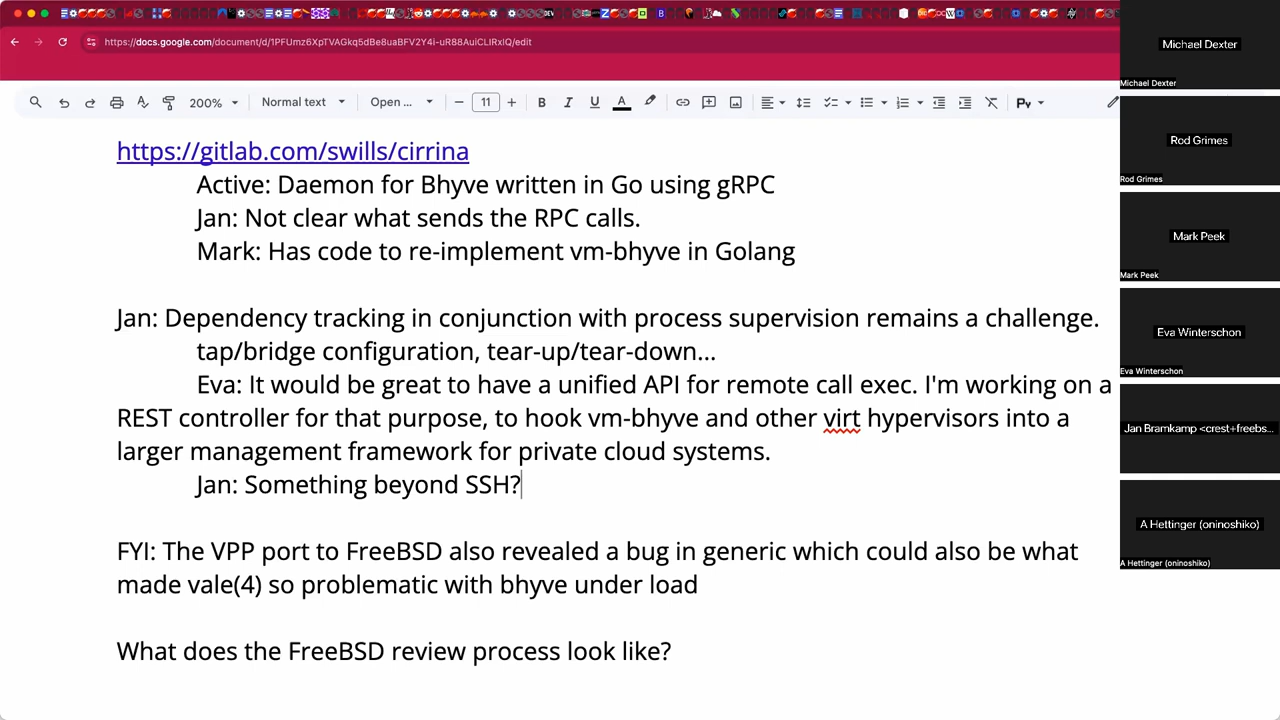 https://docs.google.com/document/d/1PFUmz6XpTVAGkq5dBe8uaBFV2Y4i-uR88AuiCLIRxIQ/edit
200%
Normal text
Open ...
11
https://gitlab.com/swills/cirrina
Active: Daemon for Bhyve written in Go using gRPC
Jan: Not clear what sends the RPC calls.
Mark: Has code to re-implement vm-bhyve in Golang
Jan: Dependency tracking in conjunction with process supervision remains a challenge.
tap/bridge configuration, tear-up/tear-down...
Eva: It would be great to have a unified API for remote call exec. I'm working on a
REST controller for that purpose, to hook vm-bhyve and other virt hypervisors into a
larger management framework for private cloud systems.
Jan: Something beyond SSH?
FYI: The VPP port to FreeBSD also revealed a bug in generic which could also be what
made vale(4) so problematic with bhyve under load
What does the FreeBSD review process look like?
Michael Dexter
Michael Dexter
Rod Grimes
Rod Grimes
Mark Peek
Mark Peek
Eva Winterschon
Eva Winterschon
Jan Bramkamp <crest+freebs...
A Hettinger (oninoshiko)
A Hettinger (oninoshiko)